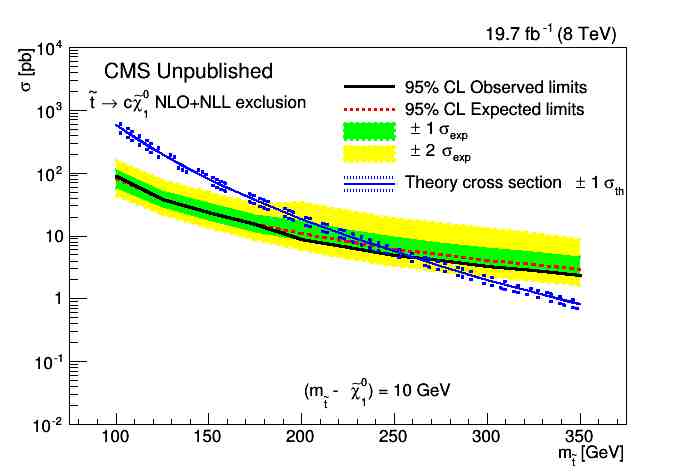 19.7 fb⁻¹ (8 TeV)
σ [pb]
CMS Unpublished
t̃ → cχ̃₁⁰ NLO+NLL exclusion
95% CL Observed limits
95% CL Expected limits
± 1 σ_exp
± 2 σ_exp
Theory cross section ± 1 σ_th
10⁴
10³
10²
10
1
10⁻¹
10⁻²
(m_t̃ - χ̃₁⁰) = 10 GeV
100 150 200 250 300 350
m_t̃ [GeV]